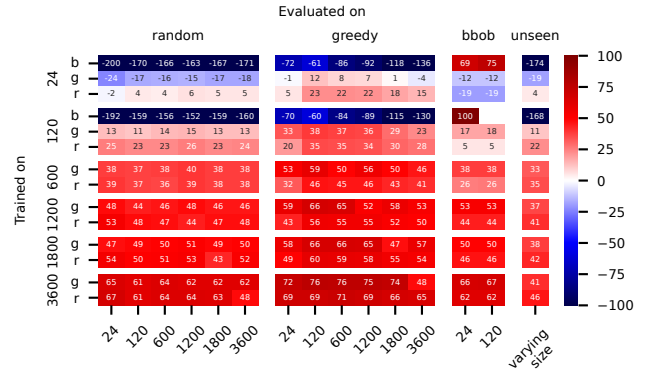 Evaluated on
random greedy bbob unseen
Trained on
24
b -200 -170 -166 -163 -167 -171 -72 -61 -86 -92 -118 -136 69 75 -174
g -24 -17 -16 -15 -17 -18 -1 12 8 7 1 -4 -12 -12 -19
r -2 4 4 6 5 5 5 23 22 22 18 15 -19 -19 4
120
b -192 -159 -156 -152 -159 -160 -70 -60 -84 -89 -115 -130 100 -168
g 13 11 14 15 13 13 33 38 37 36 29 23 17 18 11
r 25 23 23 26 23 24 20 35 35 34 30 28 5 5 22
600
g 38 37 38 40 38 38 53 59 50 56 50 46 38 38 33
r 39 37 36 39 38 38 32 46 45 46 43 41 26 26 35
1200
g 48 44 46 48 46 46 59 66 65 52 58 53 53 53 37
r 53 48 47 44 47 48 43 56 55 55 52 50 44 44 41
1800
g 47 49 50 51 49 50 58 66 66 65 47 57 51 50 38
r 54 50 51 53 43 52 49 60 59 58 55 54 46 46 42
3600
g 65 61 64 62 62 62 72 76 76 75 74 48 66 67 41
r 67 61 64 64 63 48 69 69 71 69 66 65 62 62 46
24 120 600 1200 1800 3600 24 120 600 1200 1800 3600 24 120 varying
size
100
75
50
25
0
−25
−50
−75
−100